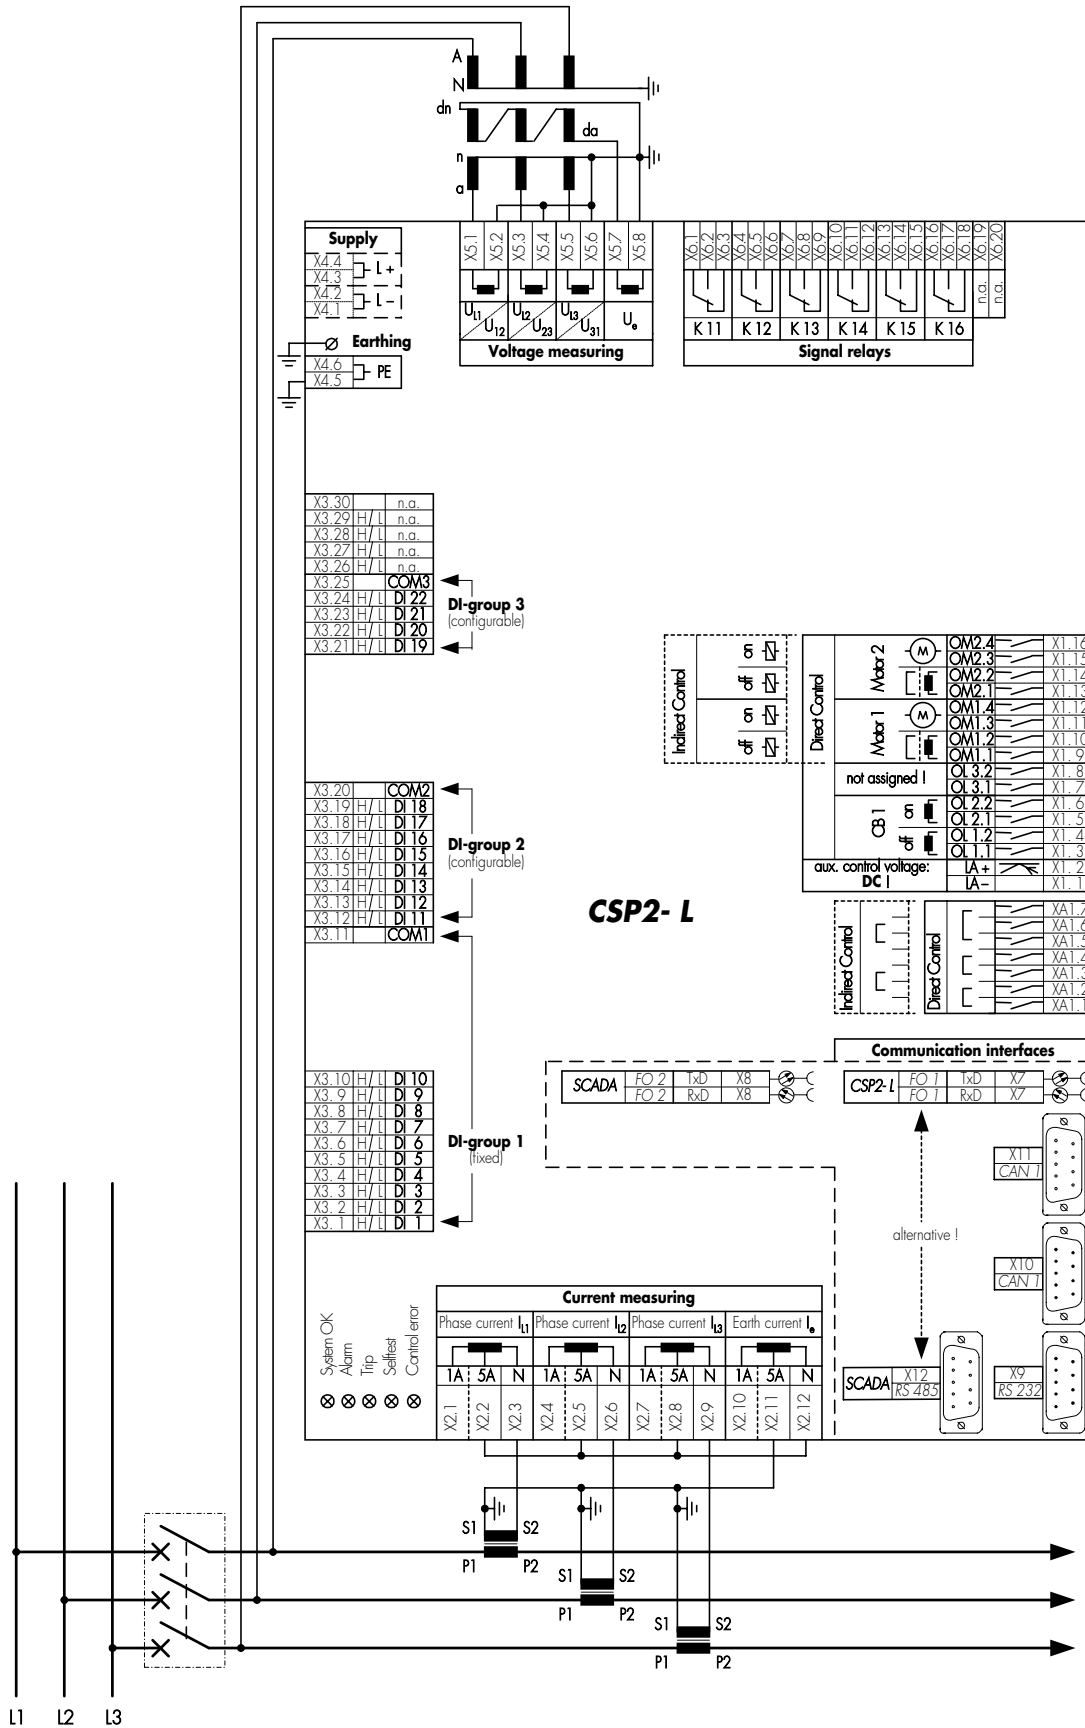 A
N
dn
da
n
a
Supply
X4.4
X4.3
L +
X4.2
X4.1
L -
Earthing
X4.6
X4.5
PE
X5.1 X5.2 X5.3 X5.4 X5.5 X5.6 X5.7 X5.8
UL1 U12 UL2 U23 UL3 U31 Ue
Voltage measuring
X6.1 X6.2 X6.3 X6.4 X6.5 X6.6 X6.7 X6.8 X6.9 X6.10 X6.11 X6.12 X6.13 X6.14 X6.15 X6.16 X6.17 X6.18 X6.19 X6.20
n.a. n.a.
K 11 K 12 K 13 K 14 K 15 K 16
Signal relays
X3.30 n.a.
X3.29 H/L n.a.
X3.28 H/L n.a.
X3.27 H/L n.a.
X3.26 H/L n.a.
X3.25 COM3
X3.24 H/L DI 22
X3.23 H/L DI 21
X3.22 H/L DI 20
X3.21 H/L DI 19
DI-group 3
(configurable)
Indirect Control
on
off
on
off
Direct Control
Motor 2
M
Motor 1
M
OM2.4 X1.16
OM2.3 X1.15
OM2.2 X1.14
OM2.1 X1.13
OM1.4 X1.12
OM1.3 X1.11
OM1.2 X1.10
OM1.1 X1. 9
not assigned !
OL 3.2 X1. 8
OL 3.1 X1. 7
CB 1
on
off
OL 2.2 X1. 6
OL 2.1 X1. 5
OL 1.2 X1. 4
OL 1.1 X1. 3
aux. control voltage:
DC !
LA + X1. 2
LA - X1. 1
X3.20 COM2
X3.19 H/L DI 18
X3.18 H/L DI 17
X3.17 H/L DI 16
X3.16 H/L DI 15
X3.15 H/L DI 14
X3.14 H/L DI 13
X3.13 H/L DI 12
X3.12 H/L DI 11
X3.11 COM1
DI-group 2
(configurable)
CSP2- L
Indirect Control
Direct Control
XA1.7
XA1.6
XA1.5
XA1.4
XA1.3
XA1.2
XA1.1
Communication interfaces
SCADA FO 2 TxD X8
FO 2 RxD X8
CSP2- L FO 1 TxD X7
FO 1 RxD X7
X3.10 H/L DI 10
X3. 9 H/L DI 9
X3. 8 H/L DI 8
X3. 7 H/L DI 7
X3. 6 H/L DI 6
X3. 5 H/L DI 5
X3. 4 H/L DI 4
X3. 3 H/L DI 3
X3. 2 H/L DI 2
X3. 1 H/L DI 1
DI-group 1
(fixed)
X11
CAN 1
alternative !
X10
CAN 1
SCADA X12
RS 485
X9
RS 232
System OK
Alarm
Trip
Selftest
Control error
Current measuring
Phase current IL1 Phase current IL2 Phase current IL3 Earth current Ie
1A 5A N 1A 5A N 1A 5A N 1A 5A N
X2.1 X2.2 X2.3 X2.4 X2.5 X2.6 X2.7 X2.8 X2.9 X2.10 X2.11 X2.12
S1 S2
P1 P2
S1 S2
P1 P2
S1 S2
P1 P2
L1 L2 L3